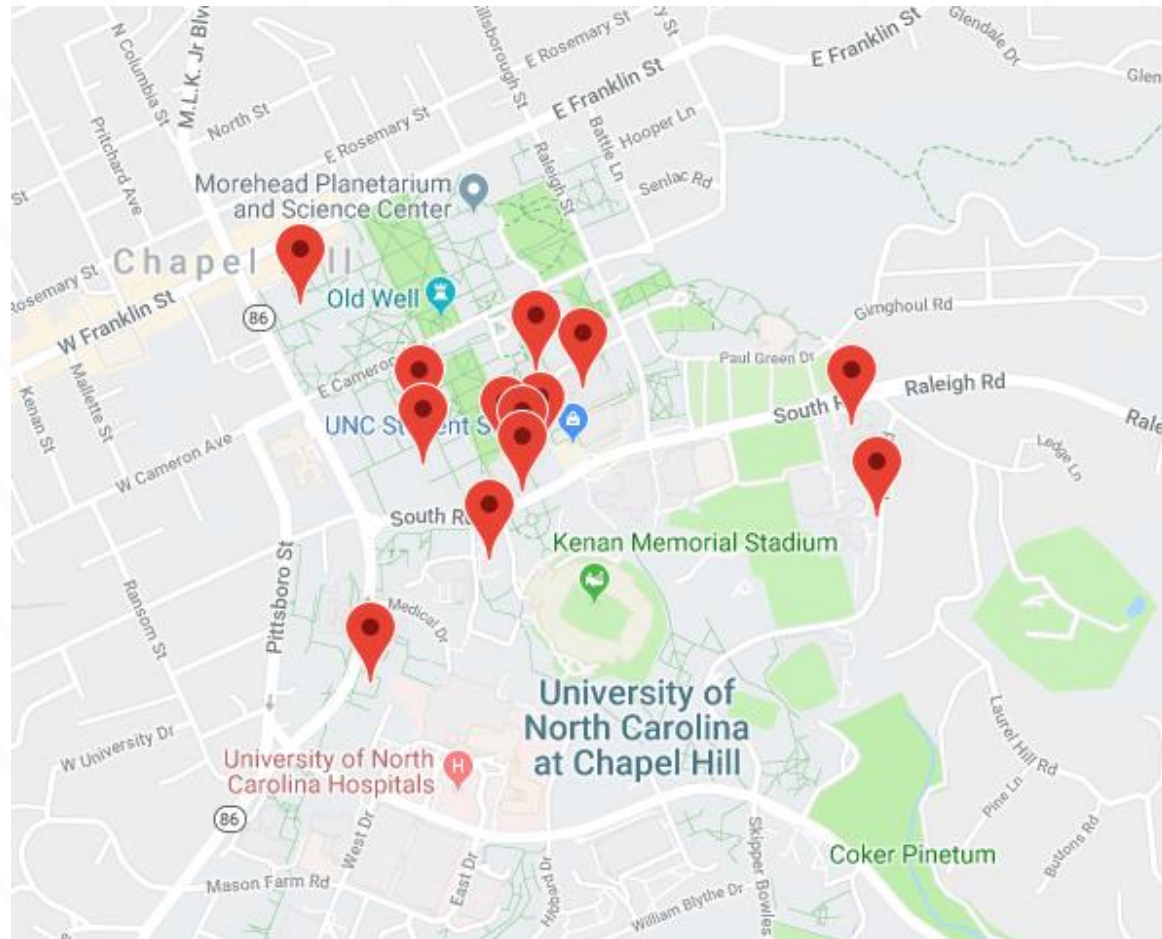 N Columbia St
M.L.K. Jr Blv
E Rosemary St
E Franklin St
E Franklin St
Glendale Dr
Glen
Pritchard Ave
North St
E Rosemary St
Raleigh St
Battle Ln
Hooper Ln
Senlac Rd
St
Morehead Planetarium
and Science Center
Rosemary St
Chapel
Old Well
86
W Franklin St
Gimghoul Rd
Paul Green Dr
Kenan St
Mallette St
E Cameron
Raleigh Rd
South
Rale
UNC
W Cameron Ave
Ledge Ln
South
Kenan Memorial Stadium
Ransom St
Pittsboro St
Medical Dr
University of
North Carolina
at Chapel Hill
W University Dr
University of North
Carolina Hospitals
H
Laurel Hill Rd
Pine Ln
Buttons Rd
86
West Dr
East Dr
Hibbard Dr
Skipper Bowles
Coker Pinetum
Mason Farm Rd
William Blythe Dr